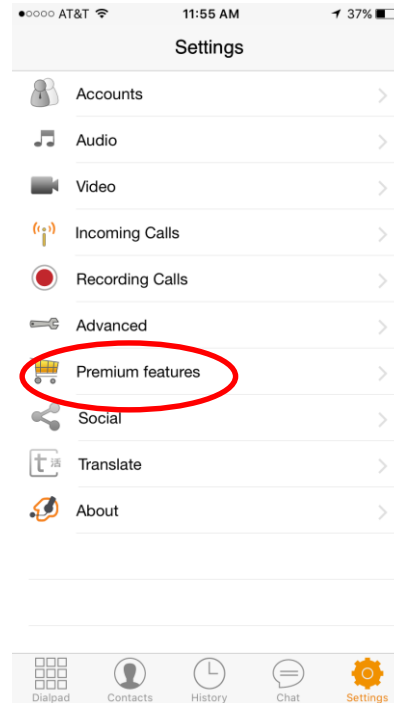 AT&T 11:55 AM 37%
Settings
Accounts
Audio
Video
Incoming Calls
Recording Calls
Advanced
Premium features
Social
t 活
Translate
About
Dialpad Contacts History Chat Settings